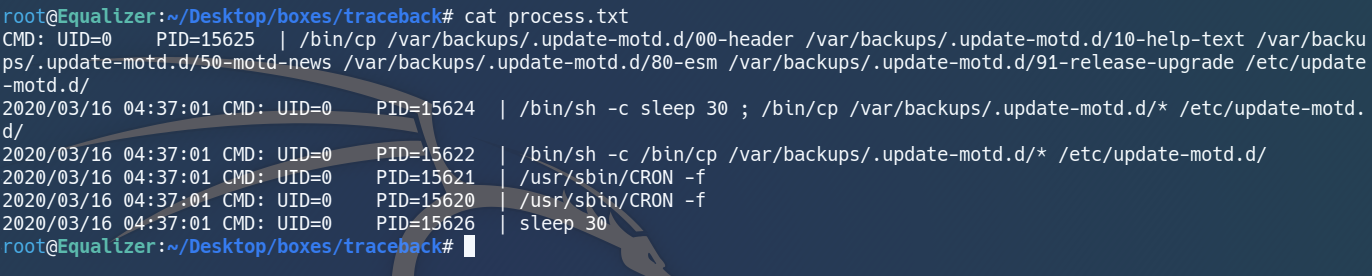 root@Equalizer:~/Desktop/boxes/traceback# cat process.txt
CMD: UID=0    PID=15625  | /bin/cp /var/backups/.update-motd.d/00-header /var/backups/.update-motd.d/10-help-text /var/backu
ps/.update-motd.d/50-motd-news /var/backups/.update-motd.d/80-esm /var/backups/.update-motd.d/91-release-upgrade /etc/update
-motd.d/
2020/03/16 04:37:01 CMD: UID=0    PID=15624  | /bin/sh -c sleep 30 ; /bin/cp /var/backups/.update-motd.d/* /etc/update-motd.
d/
2020/03/16 04:37:01 CMD: UID=0    PID=15622  | /bin/sh -c /bin/cp /var/backups/.update-motd.d/* /etc/update-motd.d/
2020/03/16 04:37:01 CMD: UID=0    PID=15621  | /usr/sbin/CRON -f
2020/03/16 04:37:01 CMD: UID=0    PID=15620  | /usr/sbin/CRON -f
2020/03/16 04:37:01 CMD: UID=0    PID=15626  | sleep 30
root@Equalizer:~/Desktop/boxes/traceback#